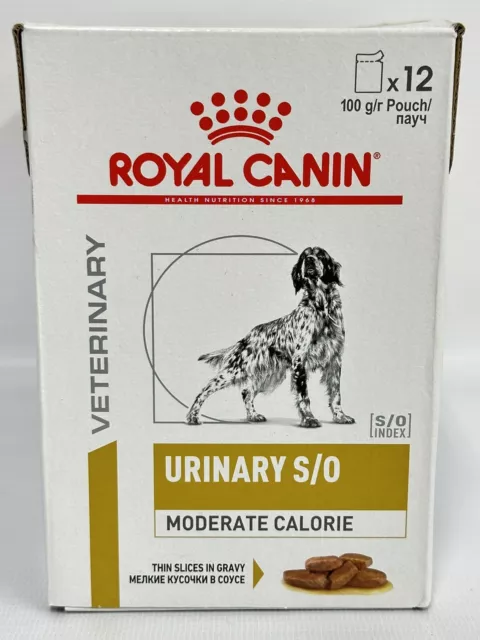 x 12
100 g/r Pouch/
пауч
ROYAL CANIN®
HEALTH NUTRITION SINCE 1968
VETERINARY
S/O
INDEX
URINARY S/O
MODERATE CALORIE
THIN SLICES IN GRAVY
МЕЛКИЕ КУСОЧКИ В СОУСЕ